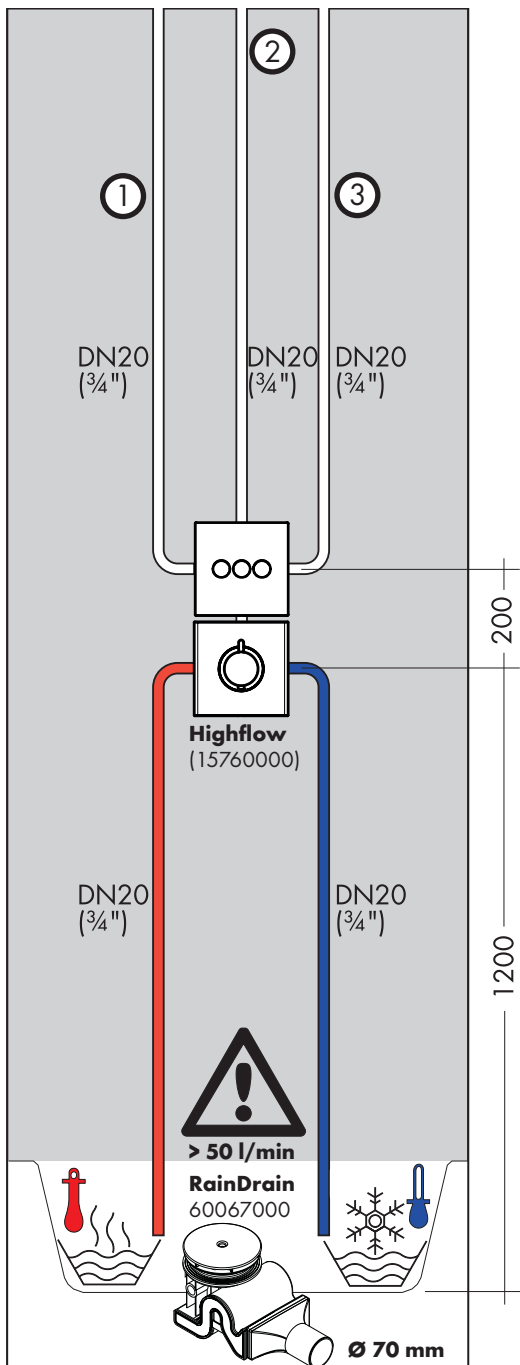 2
1
3
DN20
(¾")
DN20
(¾")
DN20
(¾")
200
Highflow
(15760000)
DN20
(¾")
DN20
(¾")
1200
> 50 l/min
RainDrain
60067000
Ø 70 mm